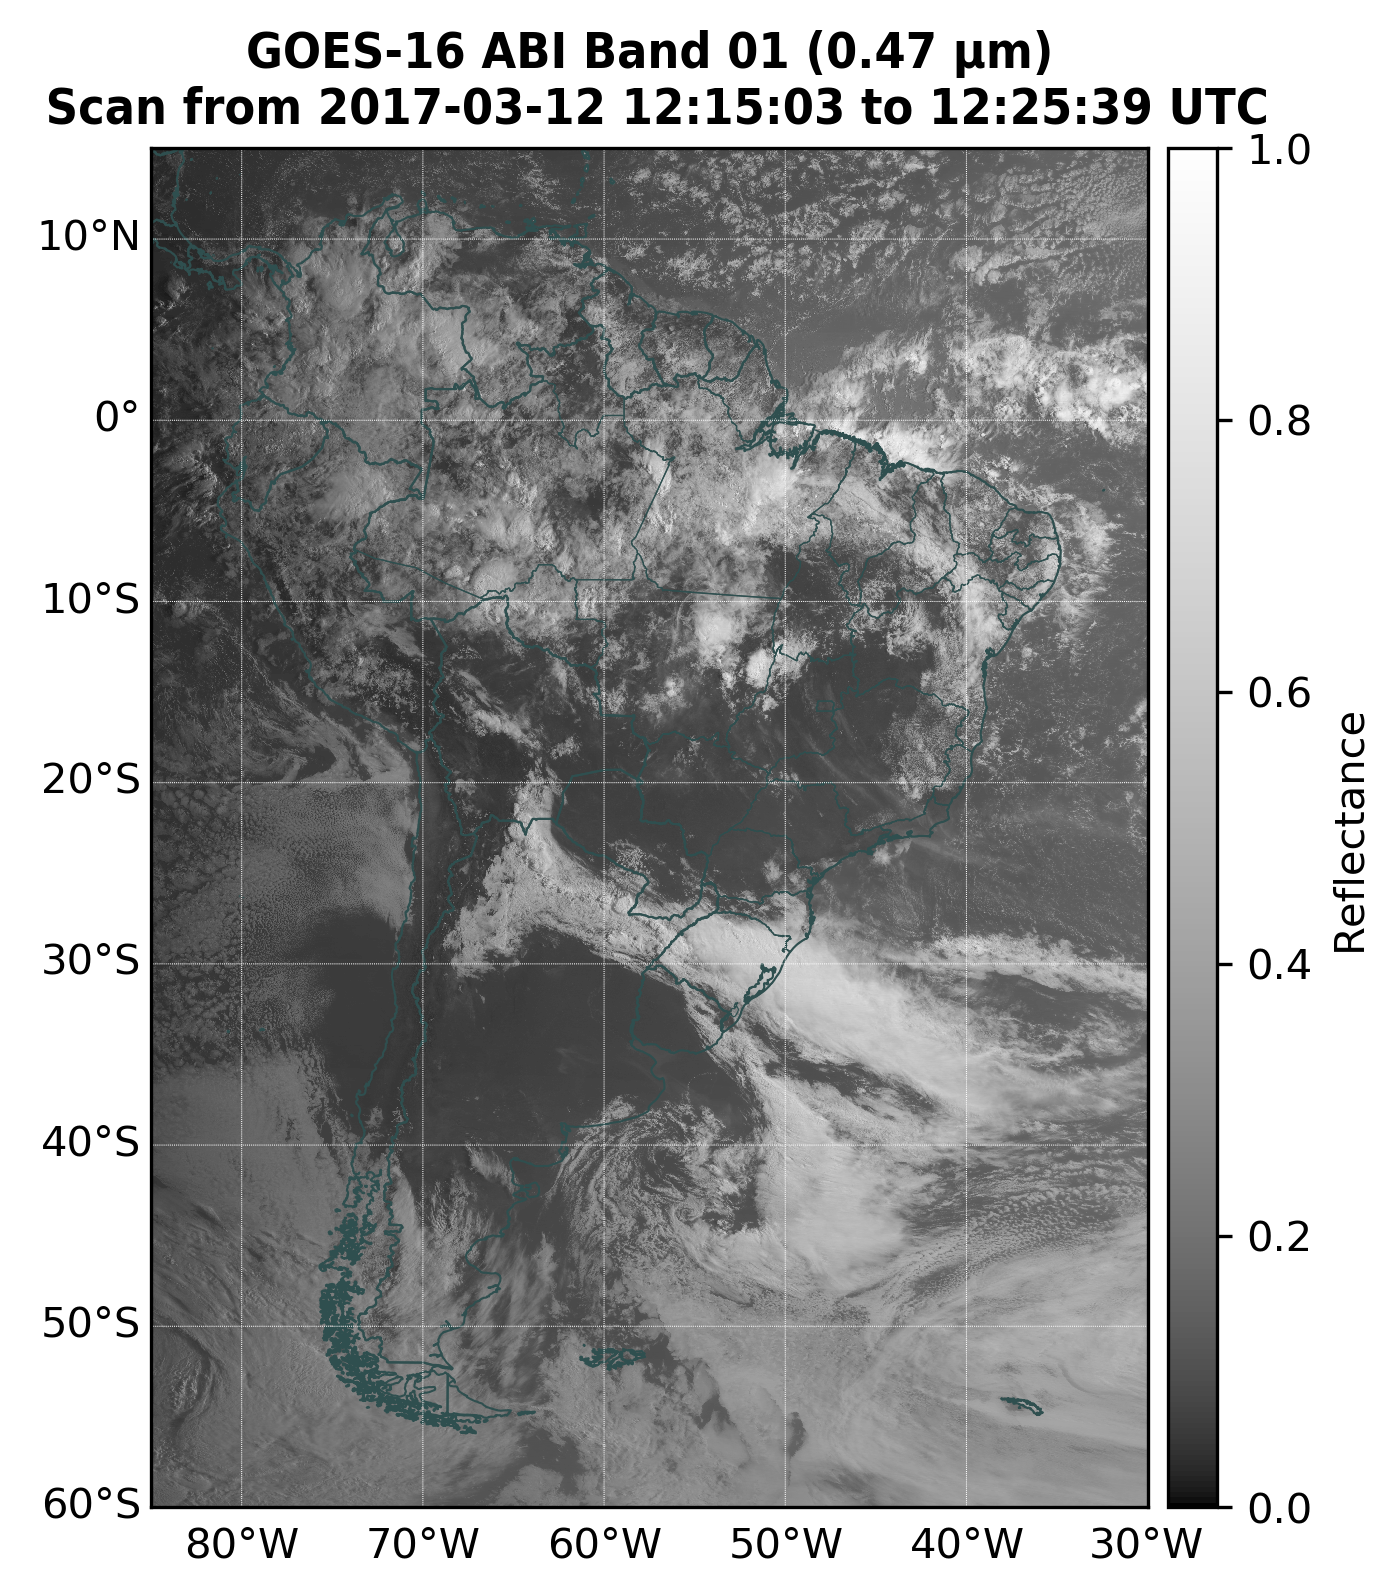 GOES-16 ABI Band 01 (0.47 µm)
Scan from 2017-03-12 12:15:03 to 12:25:39 UTC
10°N
0°
10°S
20°S
30°S
40°S
50°S
60°S
80°W
70°W
60°W
50°W
40°W
30°W
1.0
0.8
0.6
0.4
0.2
0.0
Reflectance